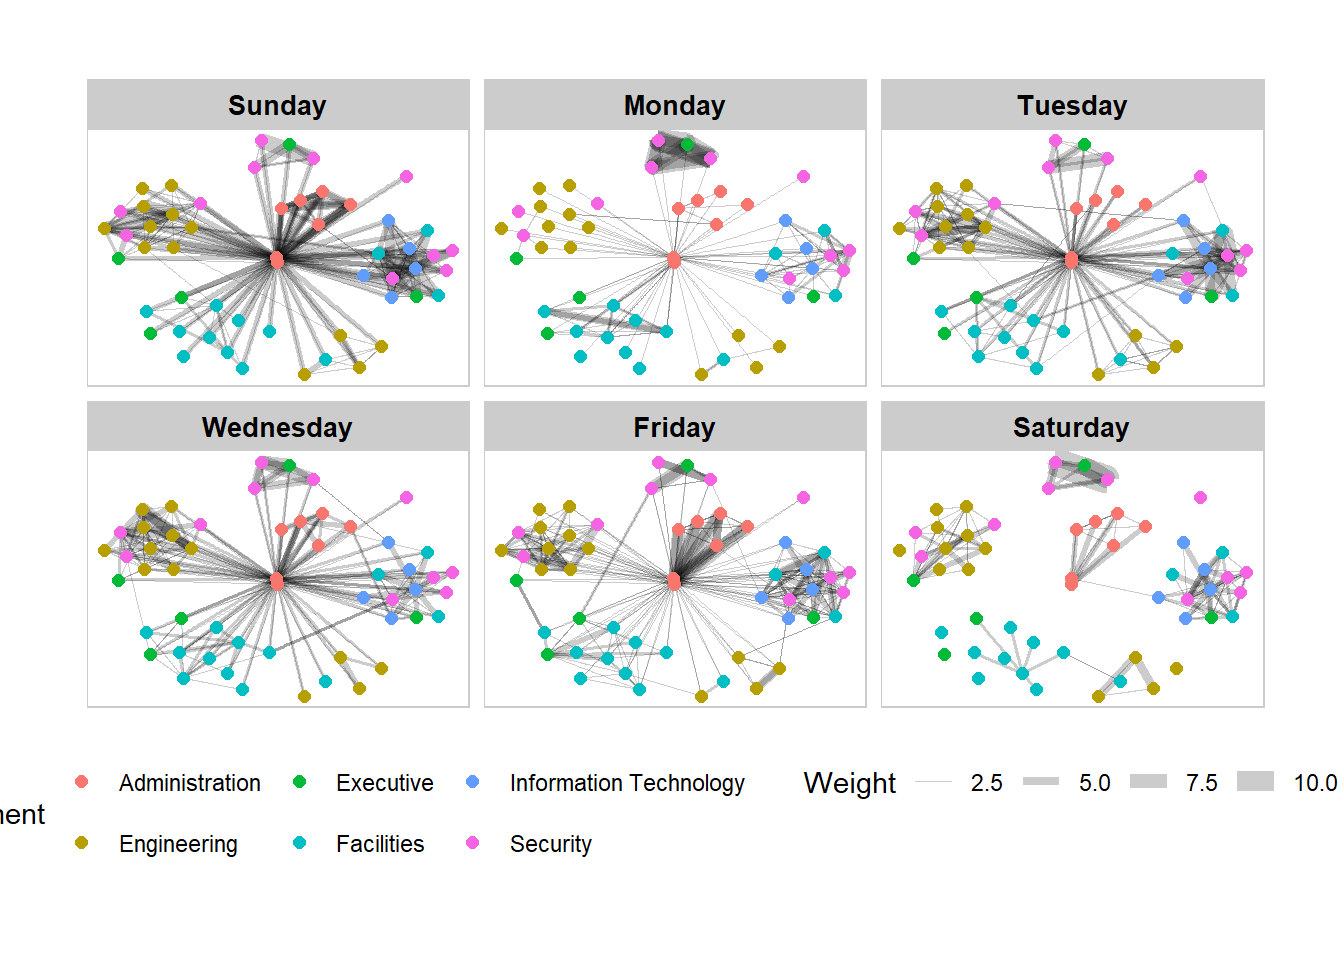 Sunday
Monday
Tuesday
Wednesday
Friday
Saturday
Administration Executive Information Technology Weight 2.5 5.0 7.5 10.0
Engineering Facilities Security